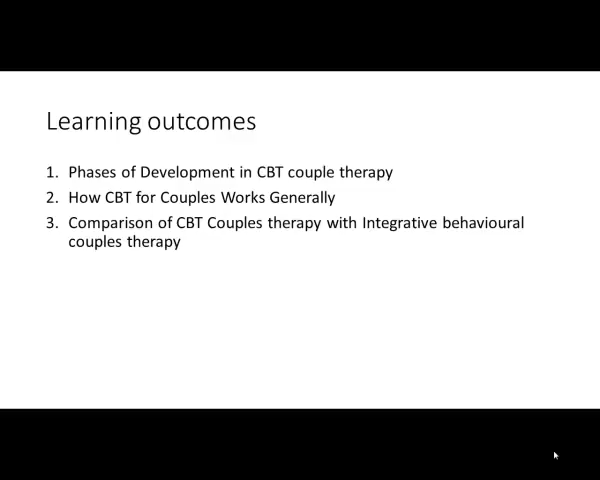 Learning outcomes
1. Phases of Development in CBT couple therapy
2. How CBT for Couples Works Generally
3. Comparison of CBT Couples therapy with Integrative behavioural
couples therapy